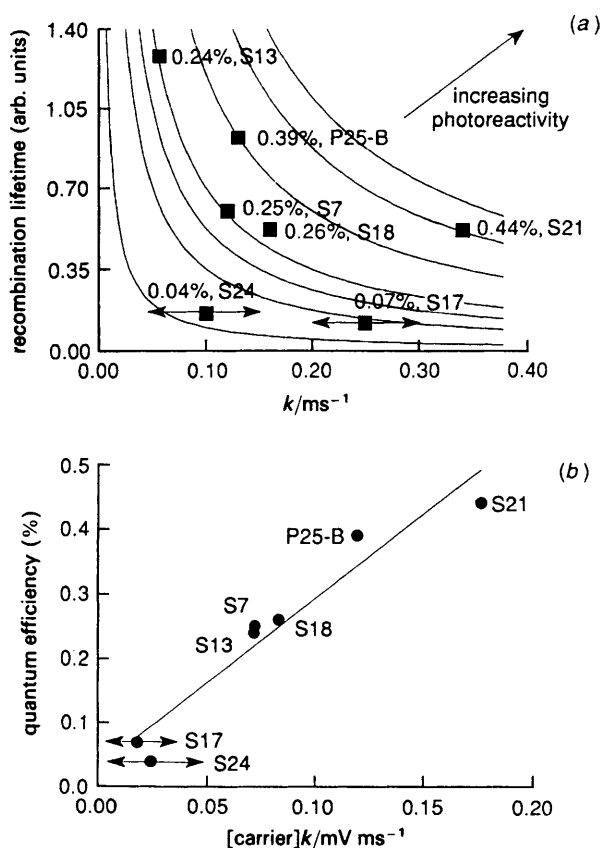 (a)
recombination lifetime (arb. units)
1.40
1.05
0.70
0.35
0.00
0.24%, S13
increasing
photoreactivity
0.39%, P25-B
0.25%, S7
0.26%, S18
0.44%, S21
0.04%, S24
0.07%, S17
0.00
0.10
0.20
0.30
0.40
k/ms⁻¹
(b)
quantum efficiency (%)
0.5
0.4
0.3
0.2
0.1
0.0
S21
P25-B
S7
S18
S13
S17
S24
0.00
0.05
0.10
0.15
0.20
[carrier]k/mV ms⁻¹